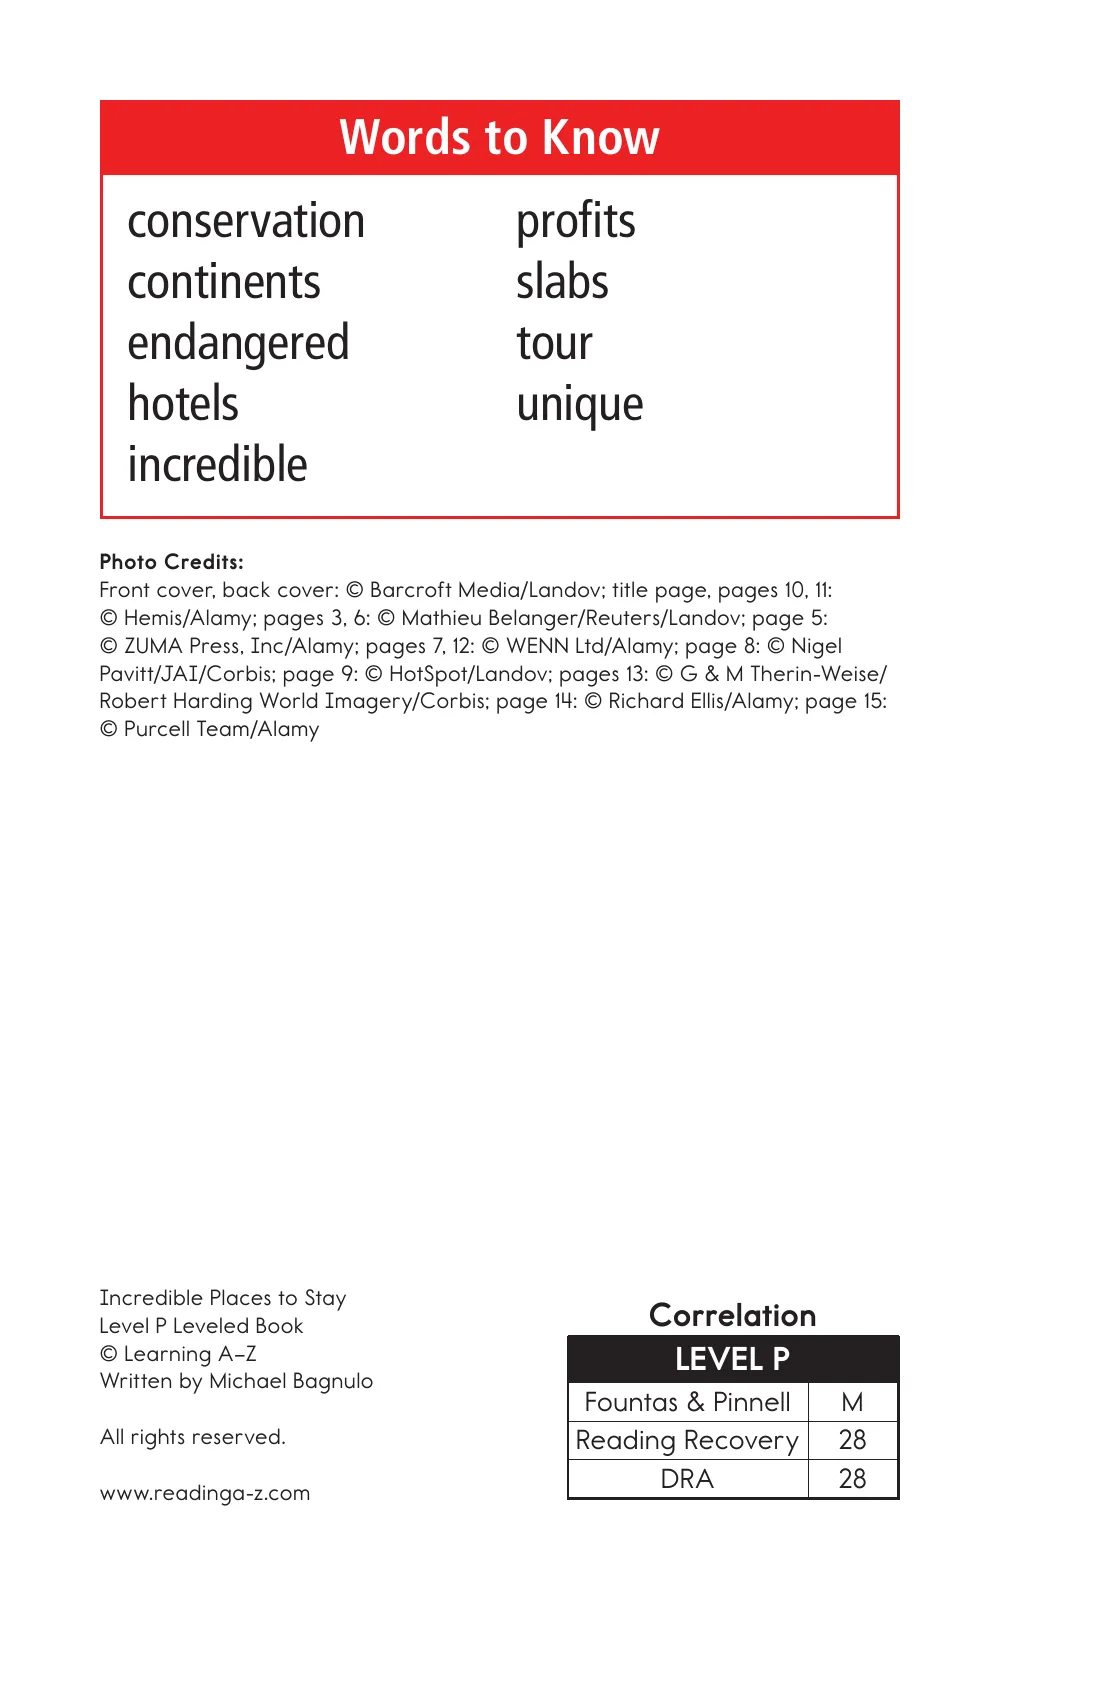 Words to Know
conservation
continents
endangered
hotels
incredible
profits
slabs
tour
unique
Photo Credits:
Front cover, back cover: © Barcroft Media/Landov; title page, pages 10, 11:
© Hemis/Alamy; pages 3, 6: © Mathieu Belanger/Reuters/Landov; page 5:
© ZUMA Press, Inc/Alamy; pages 7, 12: © WENN Ltd/Alamy; page 8: © Nigel
Pavitt/JAI/Corbis; page 9: © HotSpot/Landov; pages 13: © G & M Therin-Weise/
Robert Harding World Imagery/Corbis; page 14: © Richard Ellis/Alamy; page 15:
© Purcell Team/Alamy
Incredible Places to Stay
Level P Leveled Book
© Learning A–Z
Written by Michael Bagnulo
All rights reserved.
www.readinga-z.com
Correlation
LEVEL P
Fountas & Pinnell M
Reading Recovery 28
DRA 28